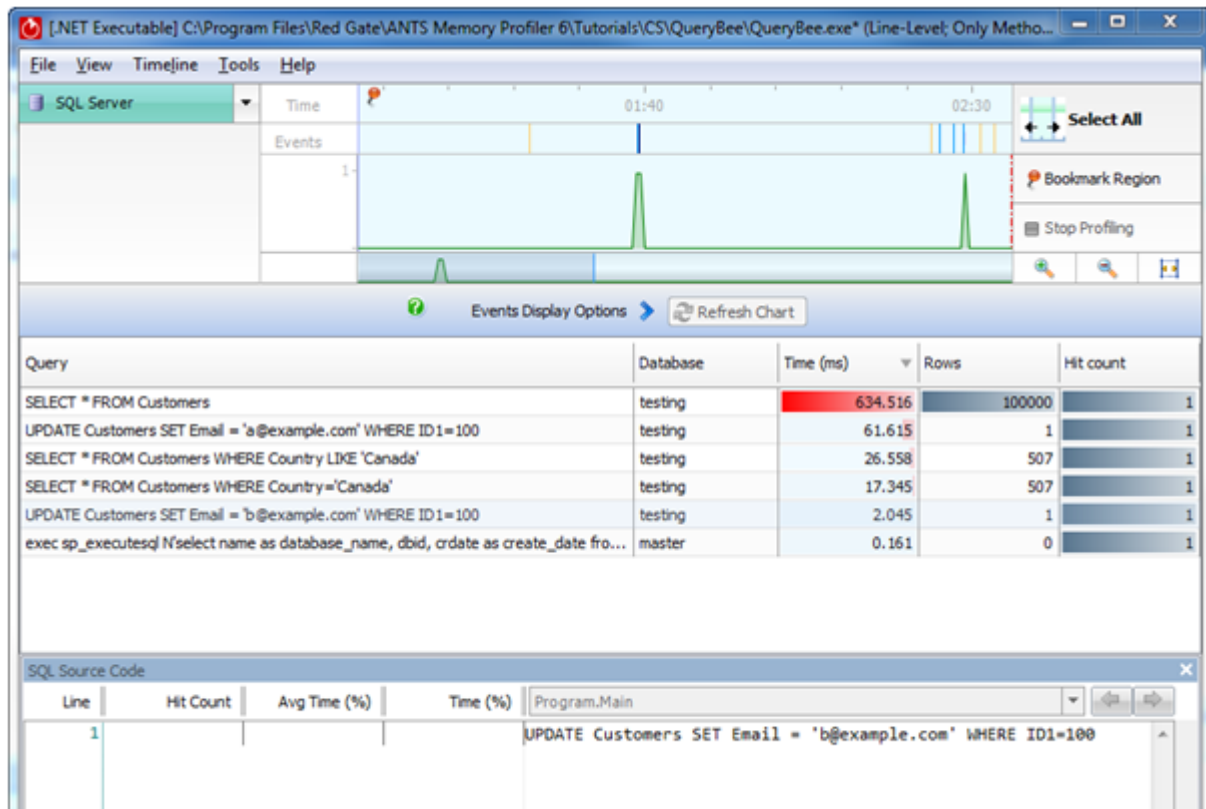 [.NET Executable] C:\Program Files\Red Gate\ANTS Memory Profiler 6\Tutorials\CS\QueryBee\QueryBee.exe* (Line-Level; Only Metho...
File View Timeline Tools Help
SQL Server
Time 01:40 02:30
Select All
Events
1
Bookmark Region
Stop Profiling
Events Display Options Refresh Chart
Query Database Time (ms) Rows Hit count
SELECT * FROM Customers testing 634.516 100000 1
UPDATE Customers SET Email = 'a@example.com' WHERE ID1=100 testing 61.615 1 1
SELECT * FROM Customers WHERE Country LIKE 'Canada' testing 26.558 507 1
SELECT * FROM Customers WHERE Country='Canada' testing 17.345 507 1
UPDATE Customers SET Email = 'b@example.com' WHERE ID1=100 testing 2.045 1 1
exec sp_executesql N'select name as database_name, dbid, crdate as create_date fro... master 0.161 0 1
SQL Source Code
Line Hit Count Avg Time (%) Time (%) Program.Main
1 UPDATE Customers SET Email = 'b@example.com' WHERE ID1=100